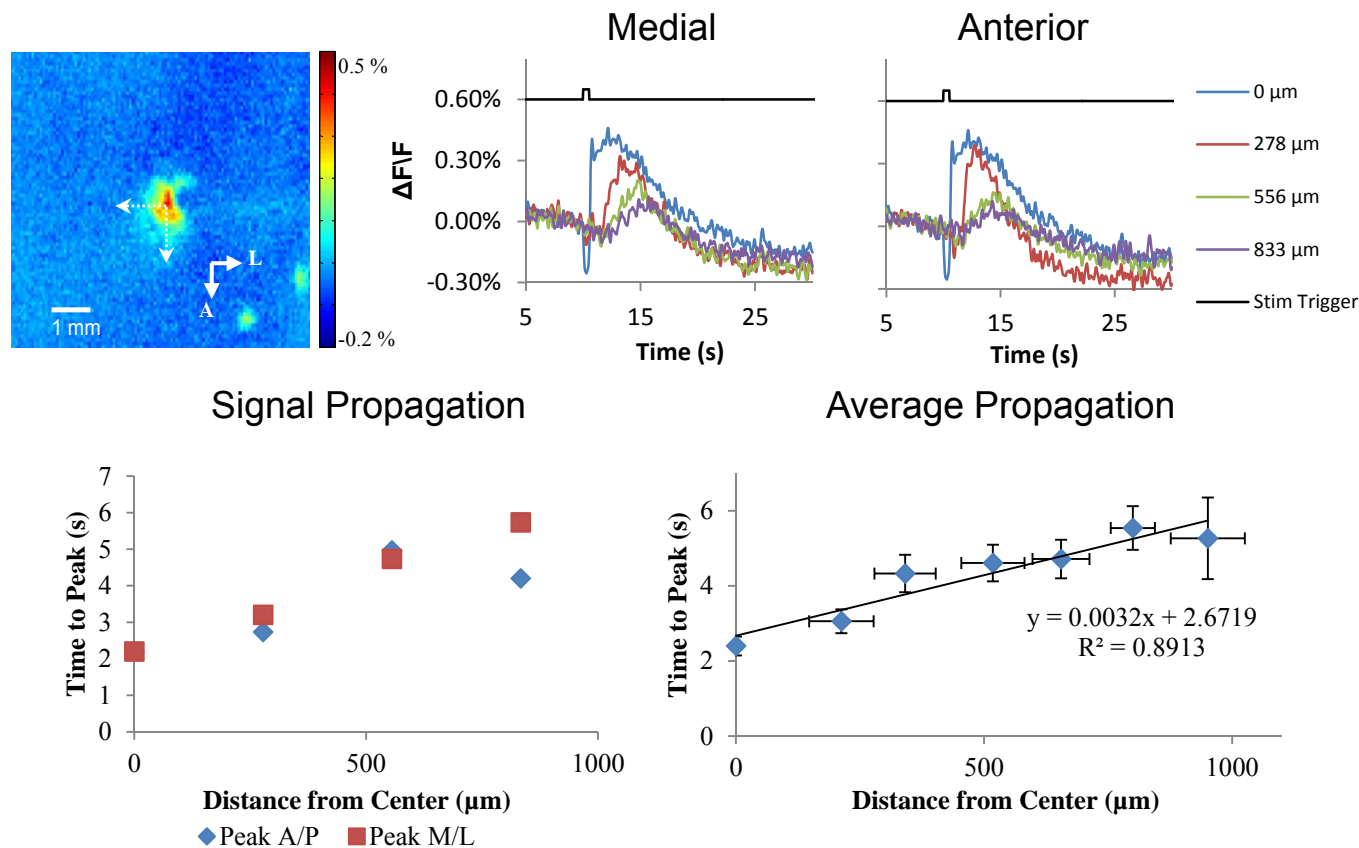 Medial
Anterior
0.5 %
-0.2 %
L
A
1 mm
ΔF\F
0.60%
0.30%
0.00%
-0.30%
5
15
25
Time (s)
5
15
25
Time (s)
0 µm
278 µm
556 µm
833 µm
Stim Trigger
Signal Propagation
Time to Peak (s)
7
6
5
4
3
2
1
0
0
500
1000
Distance from Center (µm)
Peak A/P
Peak M/L
Average Propagation
Time to Peak (s)
6
4
2
0
0
500
1000
y = 0.0032x + 2.6719
R² = 0.8913
Distance from Center (µm)